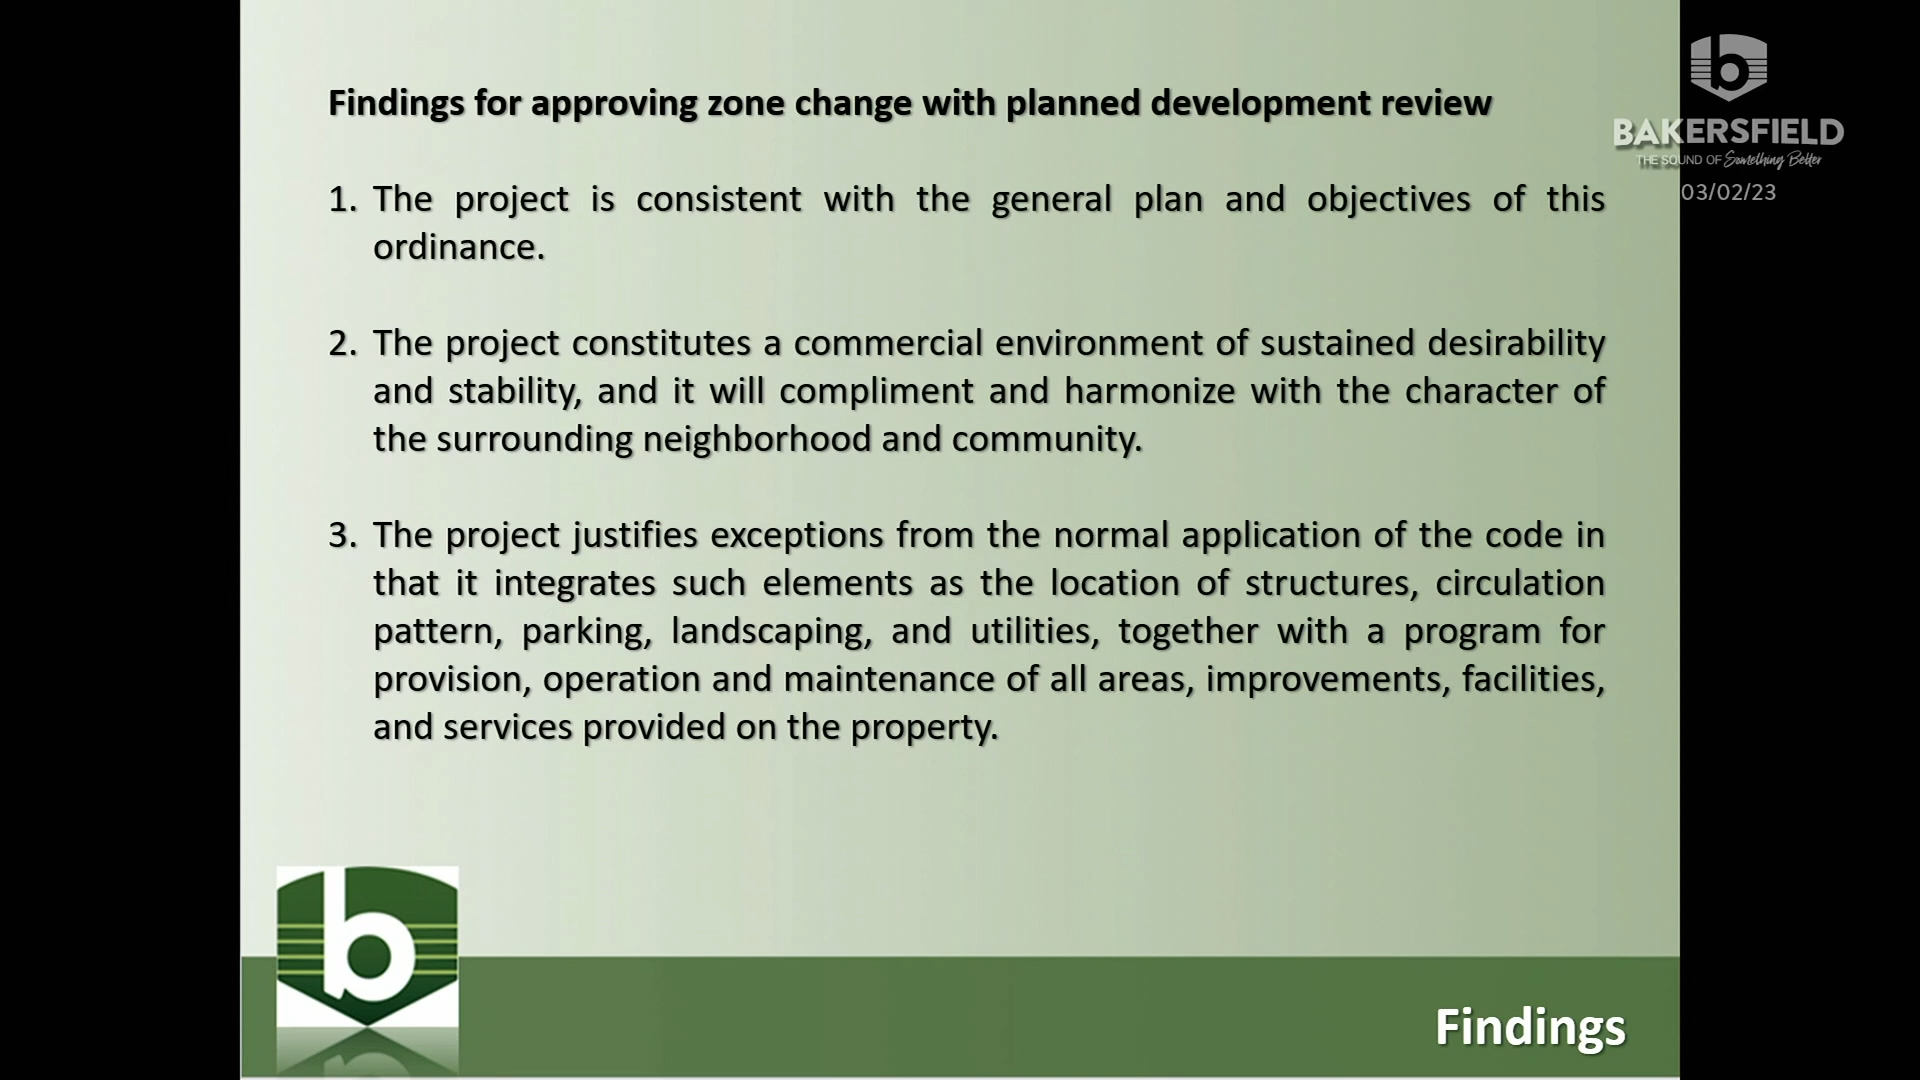 Findings for approving zone change with planned development review
1. The project is consistent with the general plan and objectives of this
ordinance.
2. The project constitutes a commercial environment of sustained desirability
and stability, and it will compliment and harmonize with the character of
the surrounding neighborhood and community.
3. The project justifies exceptions from the normal application of the code in
that it integrates such elements as the location of structures, circulation
pattern, parking, landscaping, and utilities, together with a program for
provision, operation and maintenance of all areas, improvements, facilities,
and services provided on the property.
b
Findings
b
BAKERSFIELD
THE SOUND OF Something Better
03/02/23